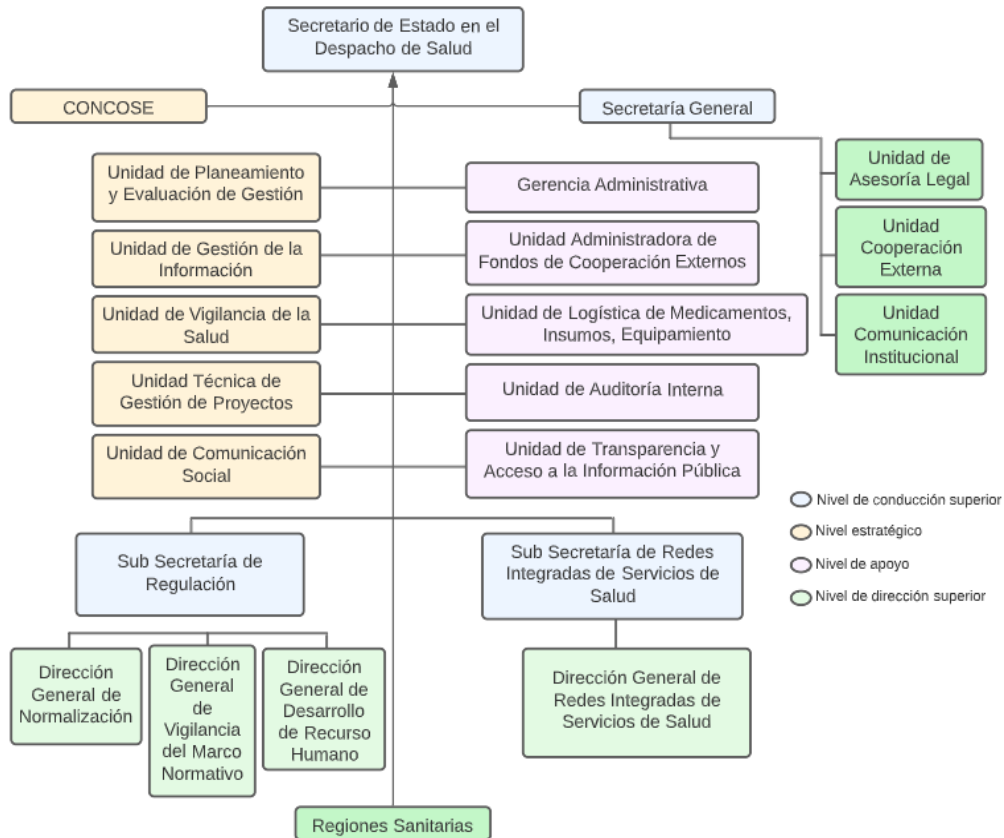 Secretario de Estado en el
Despacho de Salud
CONCOSE
Secretaría General
Unidad de
Asesoría Legal
Unidad
Cooperación
Externa
Unidad
Comunicación
Institucional
Unidad de Planeamiento
y Evaluación de Gestión
Gerencia Administrativa
Unidad de Gestión de la
Información
Unidad Administradora de
Fondos de Cooperación Externos
Unidad de Vigilancia de la
Salud
Unidad de Logística de Medicamentos,
Insumos, Equipamiento
Unidad Técnica de
Gestión de Proyectos
Unidad de Auditoría Interna
Unidad de Comunicación
Social
Unidad de Transparencia y
Acceso a la Información Pública
Nivel de conducción superior
Nivel estratégico
Nivel de apoyo
Nivel de dirección superior
Sub Secretaría de
Regulación
Sub Secretaría de Redes
Integradas de Servicios de
Salud
Dirección
General de
Normalización
Dirección
General
de
Vigilancia
del Marco
Normativo
Dirección
General de
Desarrollo
de Recurso
Humano
Dirección General de
Redes Integradas de
Servicios de Salud
Regiones Sanitarias